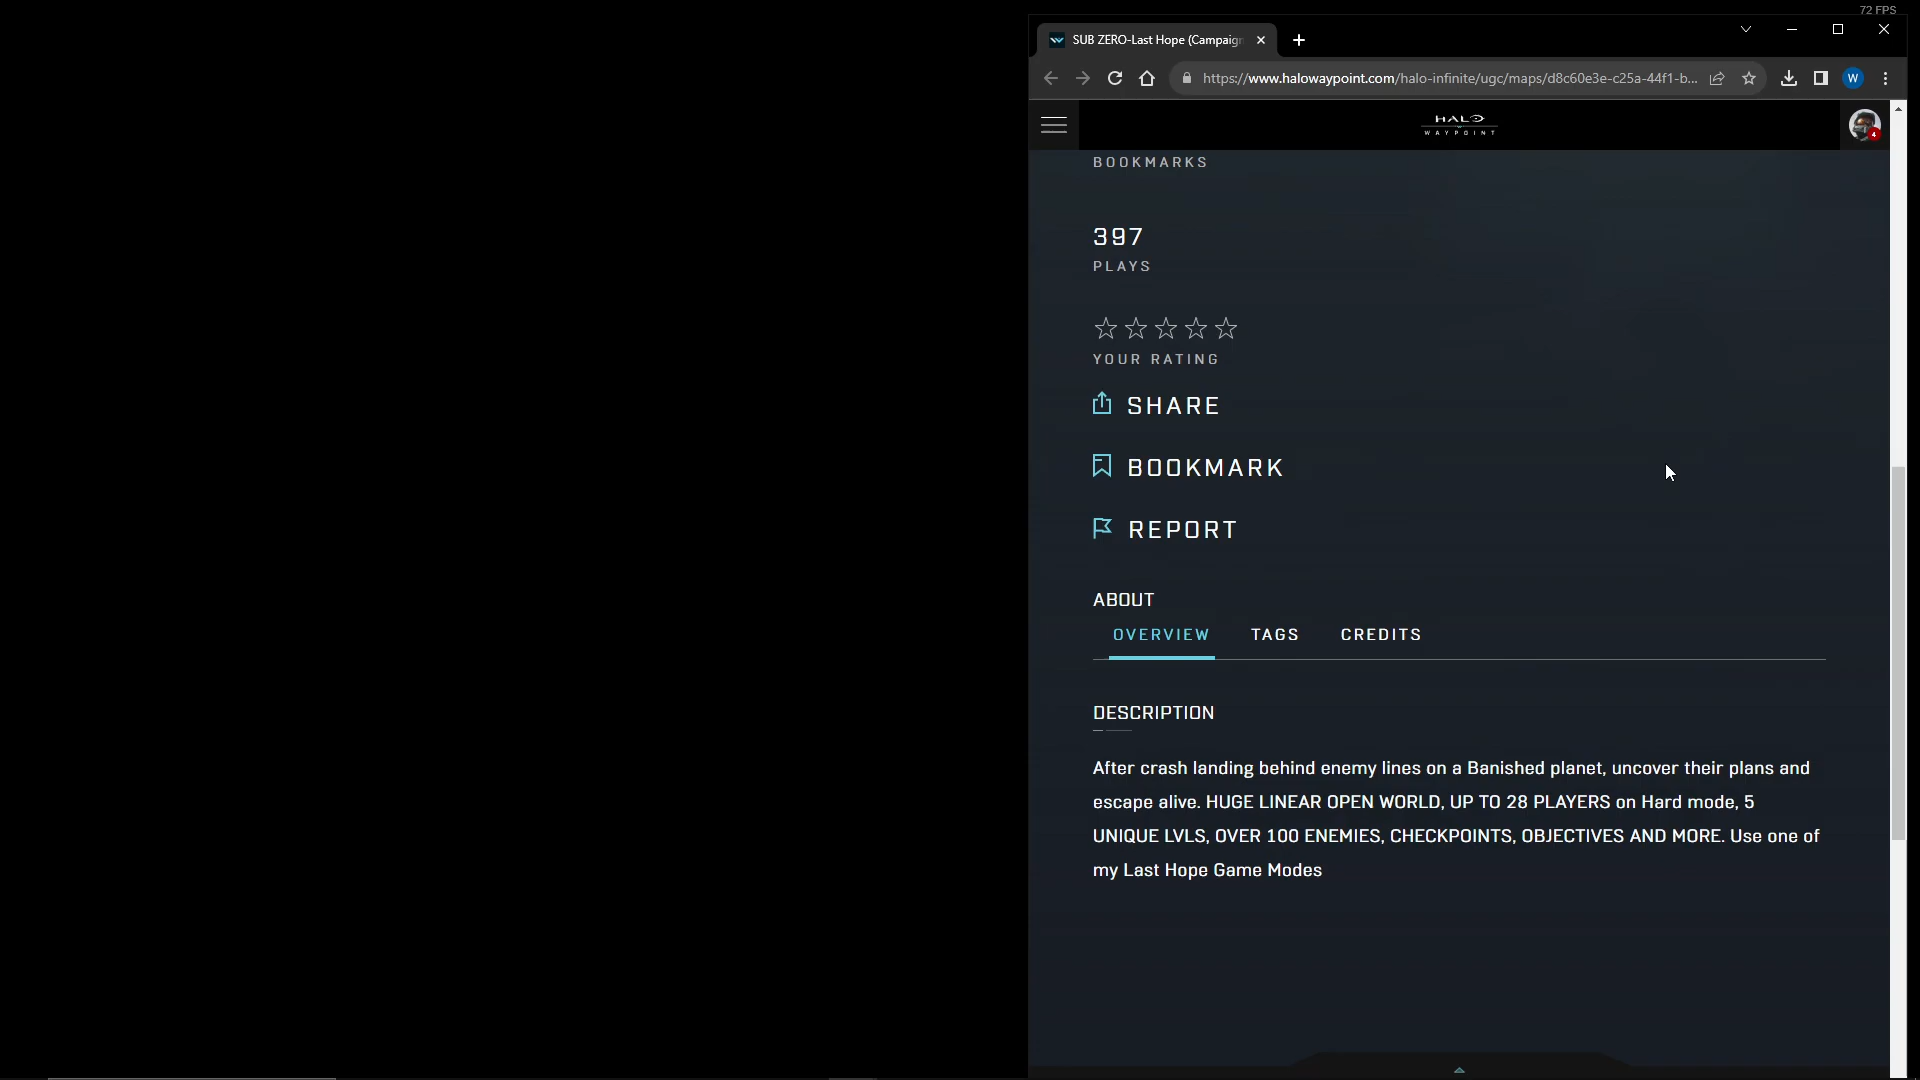 72 FPS
SUB ZERO-Last Hope (Campaign
https://www.halowaypoint.com/halo-infinite/ugc/maps/d8c60e3e-c25a-44f1-b...
W
HALO
WAYPOINT
4
BOOKMARKS
397
PLAYS
YOUR RATING
SHARE
BOOKMARK
REPORT
ABOUT
OVERVIEW TAGS CREDITS
DESCRIPTION
After crash landing behind enemy lines on a Banished planet, uncover their plans and
escape alive. HUGE LINEAR OPEN WORLD, UP TO 28 PLAYERS on Hard mode, 5
UNIQUE LVLS, OVER 100 ENEMIES, CHECKPOINTS, OBJECTIVES AND MORE. Use one of
my Last Hope Game Modes